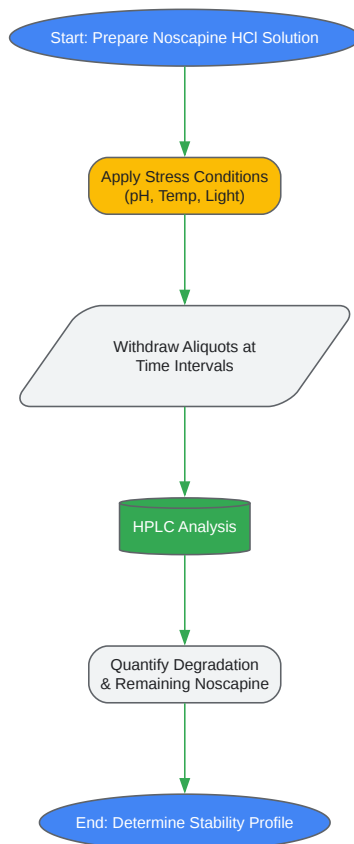 Start: Prepare Noscapine HCl Solution
Apply Stress Conditions
(pH, Temp, Light)
Withdraw Aliquots at
Time Intervals
HPLC Analysis
Quantify Degradation
& Remaining Noscapine
End: Determine Stability Profile